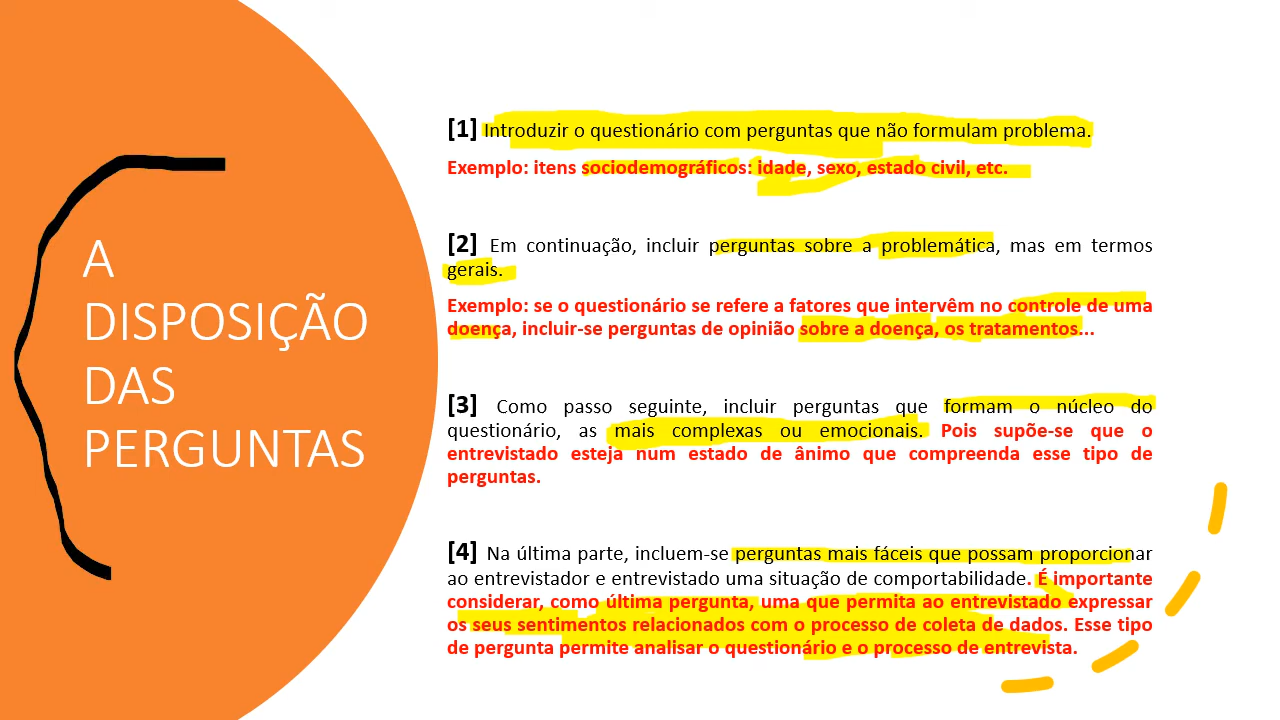 A
DISPOSIÇÃO
DAS
PERGUNTAS
[1] Introduzir o questionário com perguntas que não formulam problema.
Exemplo: itens sociodemográficos: idade, sexo, estado civil, etc.
[2] Em continuação, incluir perguntas sobre a problemática, mas em termos
gerais.
Exemplo: se o questionário se refere a fatores que intervêm no controle de uma
doença, incluir-se perguntas de opinião sobre a doença, os tratamentos...
[3] Como passo seguinte, incluir perguntas que formam o núcleo do
questionário, as mais complexas ou emocionais. Pois supõe-se que o
entrevistado esteja num estado de ânimo que compreenda esse tipo de
perguntas.
[4] Na última parte, incluem-se perguntas mais fáceis que possam proporcionar
ao entrevistador e entrevistado uma situação de comportabilidade. É importante
considerar, como última pergunta, uma que permita ao entrevistado expressar
os seus sentimentos relacionados com o processo de coleta de dados. Esse tipo
de pergunta permite analisar o questionário e o processo de entrevista.